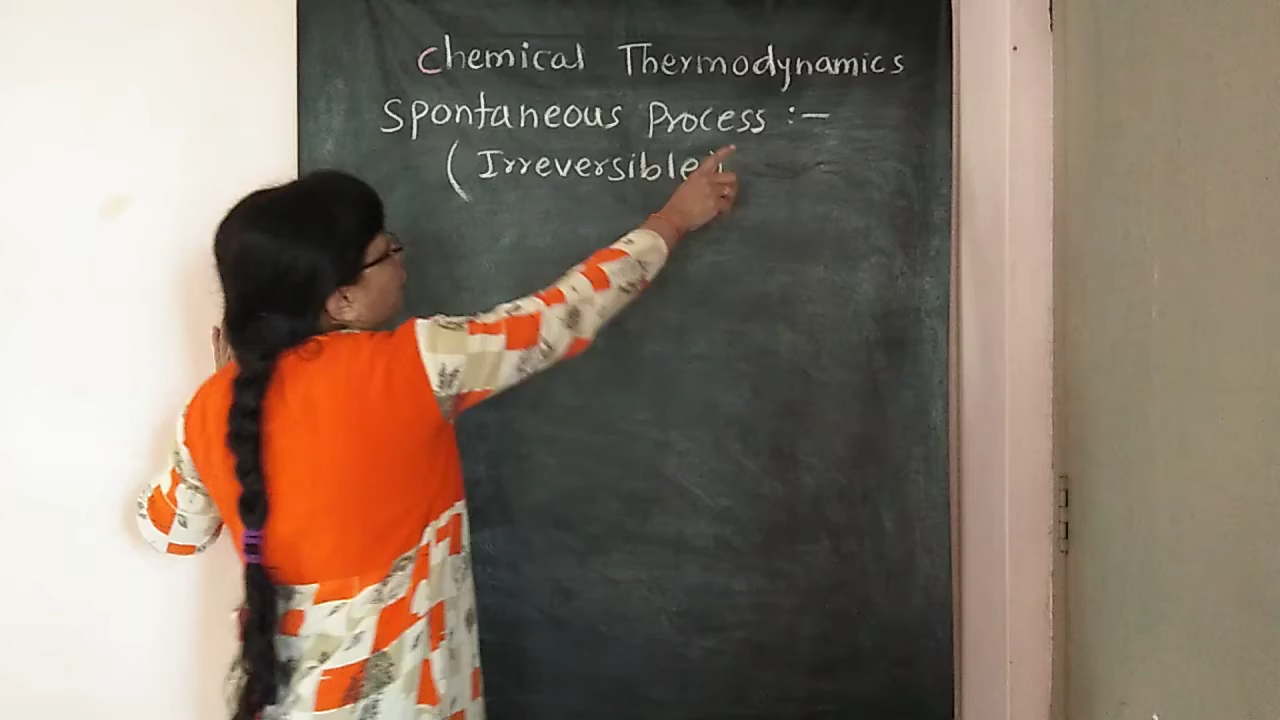 Chemical Thermodynamics
Spontaneous Process :-
(Irreversible)